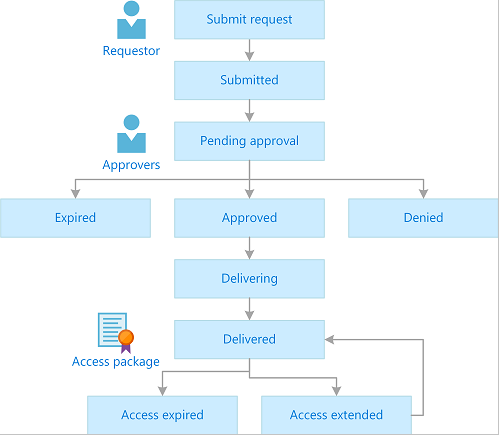 Submit request
Requestor
Submitted
Pending approval
Approvers
Expired
Approved
Denied
Delivering
Delivered
Access package
Access expired
Access extended